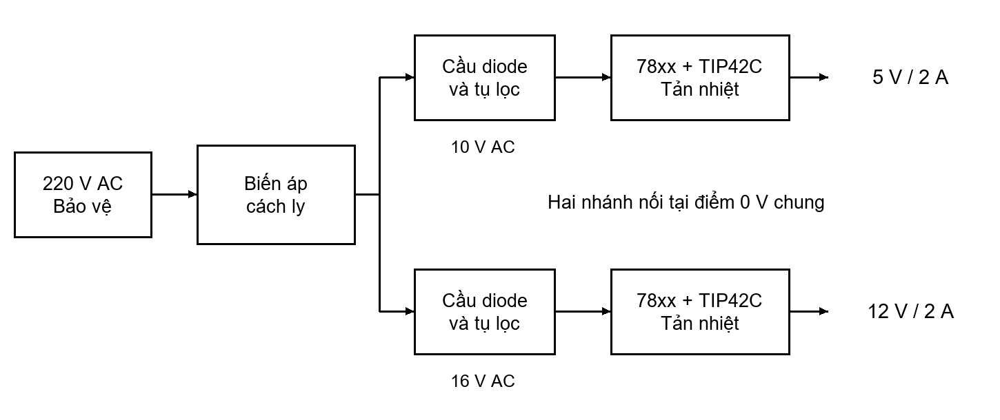 220 V AC
Bảo vệ
Biến áp
cách ly
Cầu diode
và tụ lọc
10 V AC
78xx + TIP42C
Tản nhiệt
5 V / 2 A
Hai nhánh nối tại điểm 0 V chung
Cầu diode
và tụ lọc
16 V AC
78xx + TIP42C
Tản nhiệt
12 V / 2 A